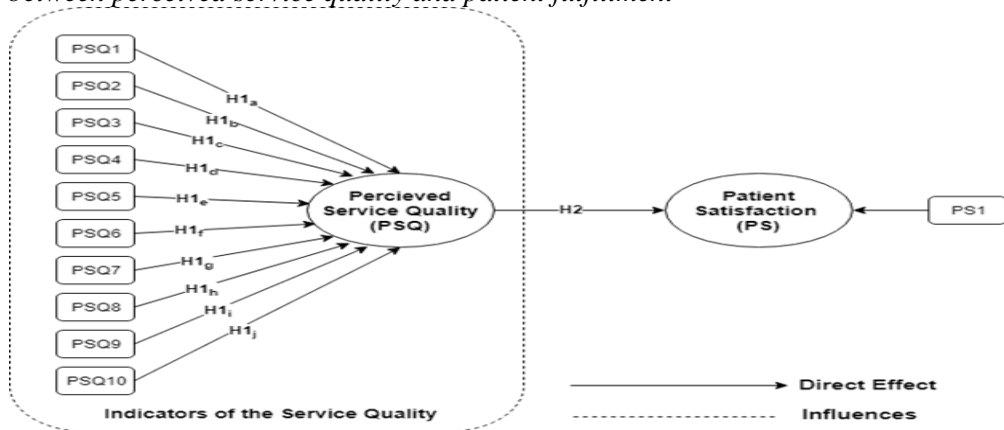 between perceived service quality and patient fulfillment
PSQ1
PSQ2
PSQ3
PSQ4
PSQ5
PSQ6
PSQ7
PSQ8
PSQ9
PSQ10
H1a
H1b
H1c
H1d
H1e
H1f
H1g
H1h
H1i
H1j
Percieved
Service Quality
(PSQ)
H2
Patient
Satisfaction
(PS)
PS1
Indicators of the Service Quality
Direct Effect
Influences